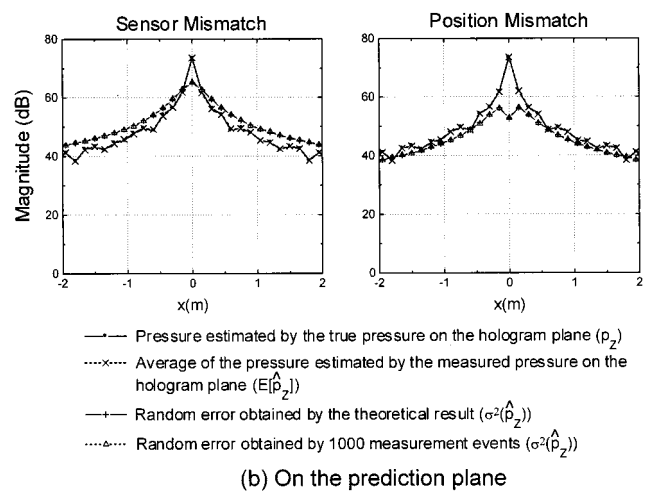 Sensor Mismatch
Position Mismatch
Magnitude (dB)
80
60
40
20
0
-2
-1
0
1
2
x(m)
80
60
40
20
0
-2
-1
0
1
2
x(m)
Pressure estimated by the true pressure on the hologram plane (p_z)
Average of the pressure estimated by the measured pressure on the
hologram plane (E[p̂_z])
Random error obtained by the theoretical result (σ²(p̂_z))
Random error obtained by 1000 measurement events (σ²(p̂_z))
(b) On the prediction plane